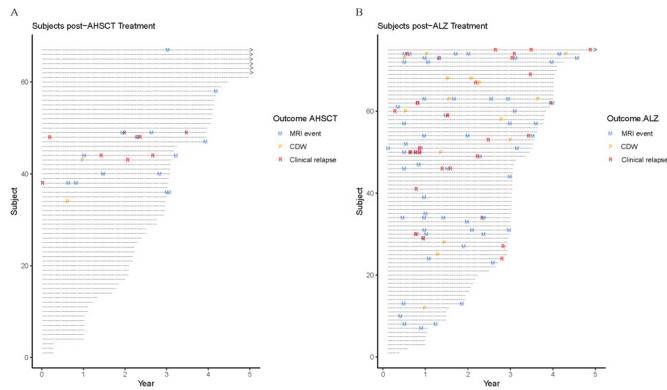 A
Subjects post-AHSCT Treatment
Subject
60
40
20
0
0 1 2 3 4 5
Year
Outcome AHSCT
M MRI event
P CDW
R Clinical relapse
B
Subjects post-ALZ Treatment
Subject
80
60
40
20
0
0 1 2 3 4 5
Year
Outcome.ALZ
M MRI event
P CDW
R Clinical relapse